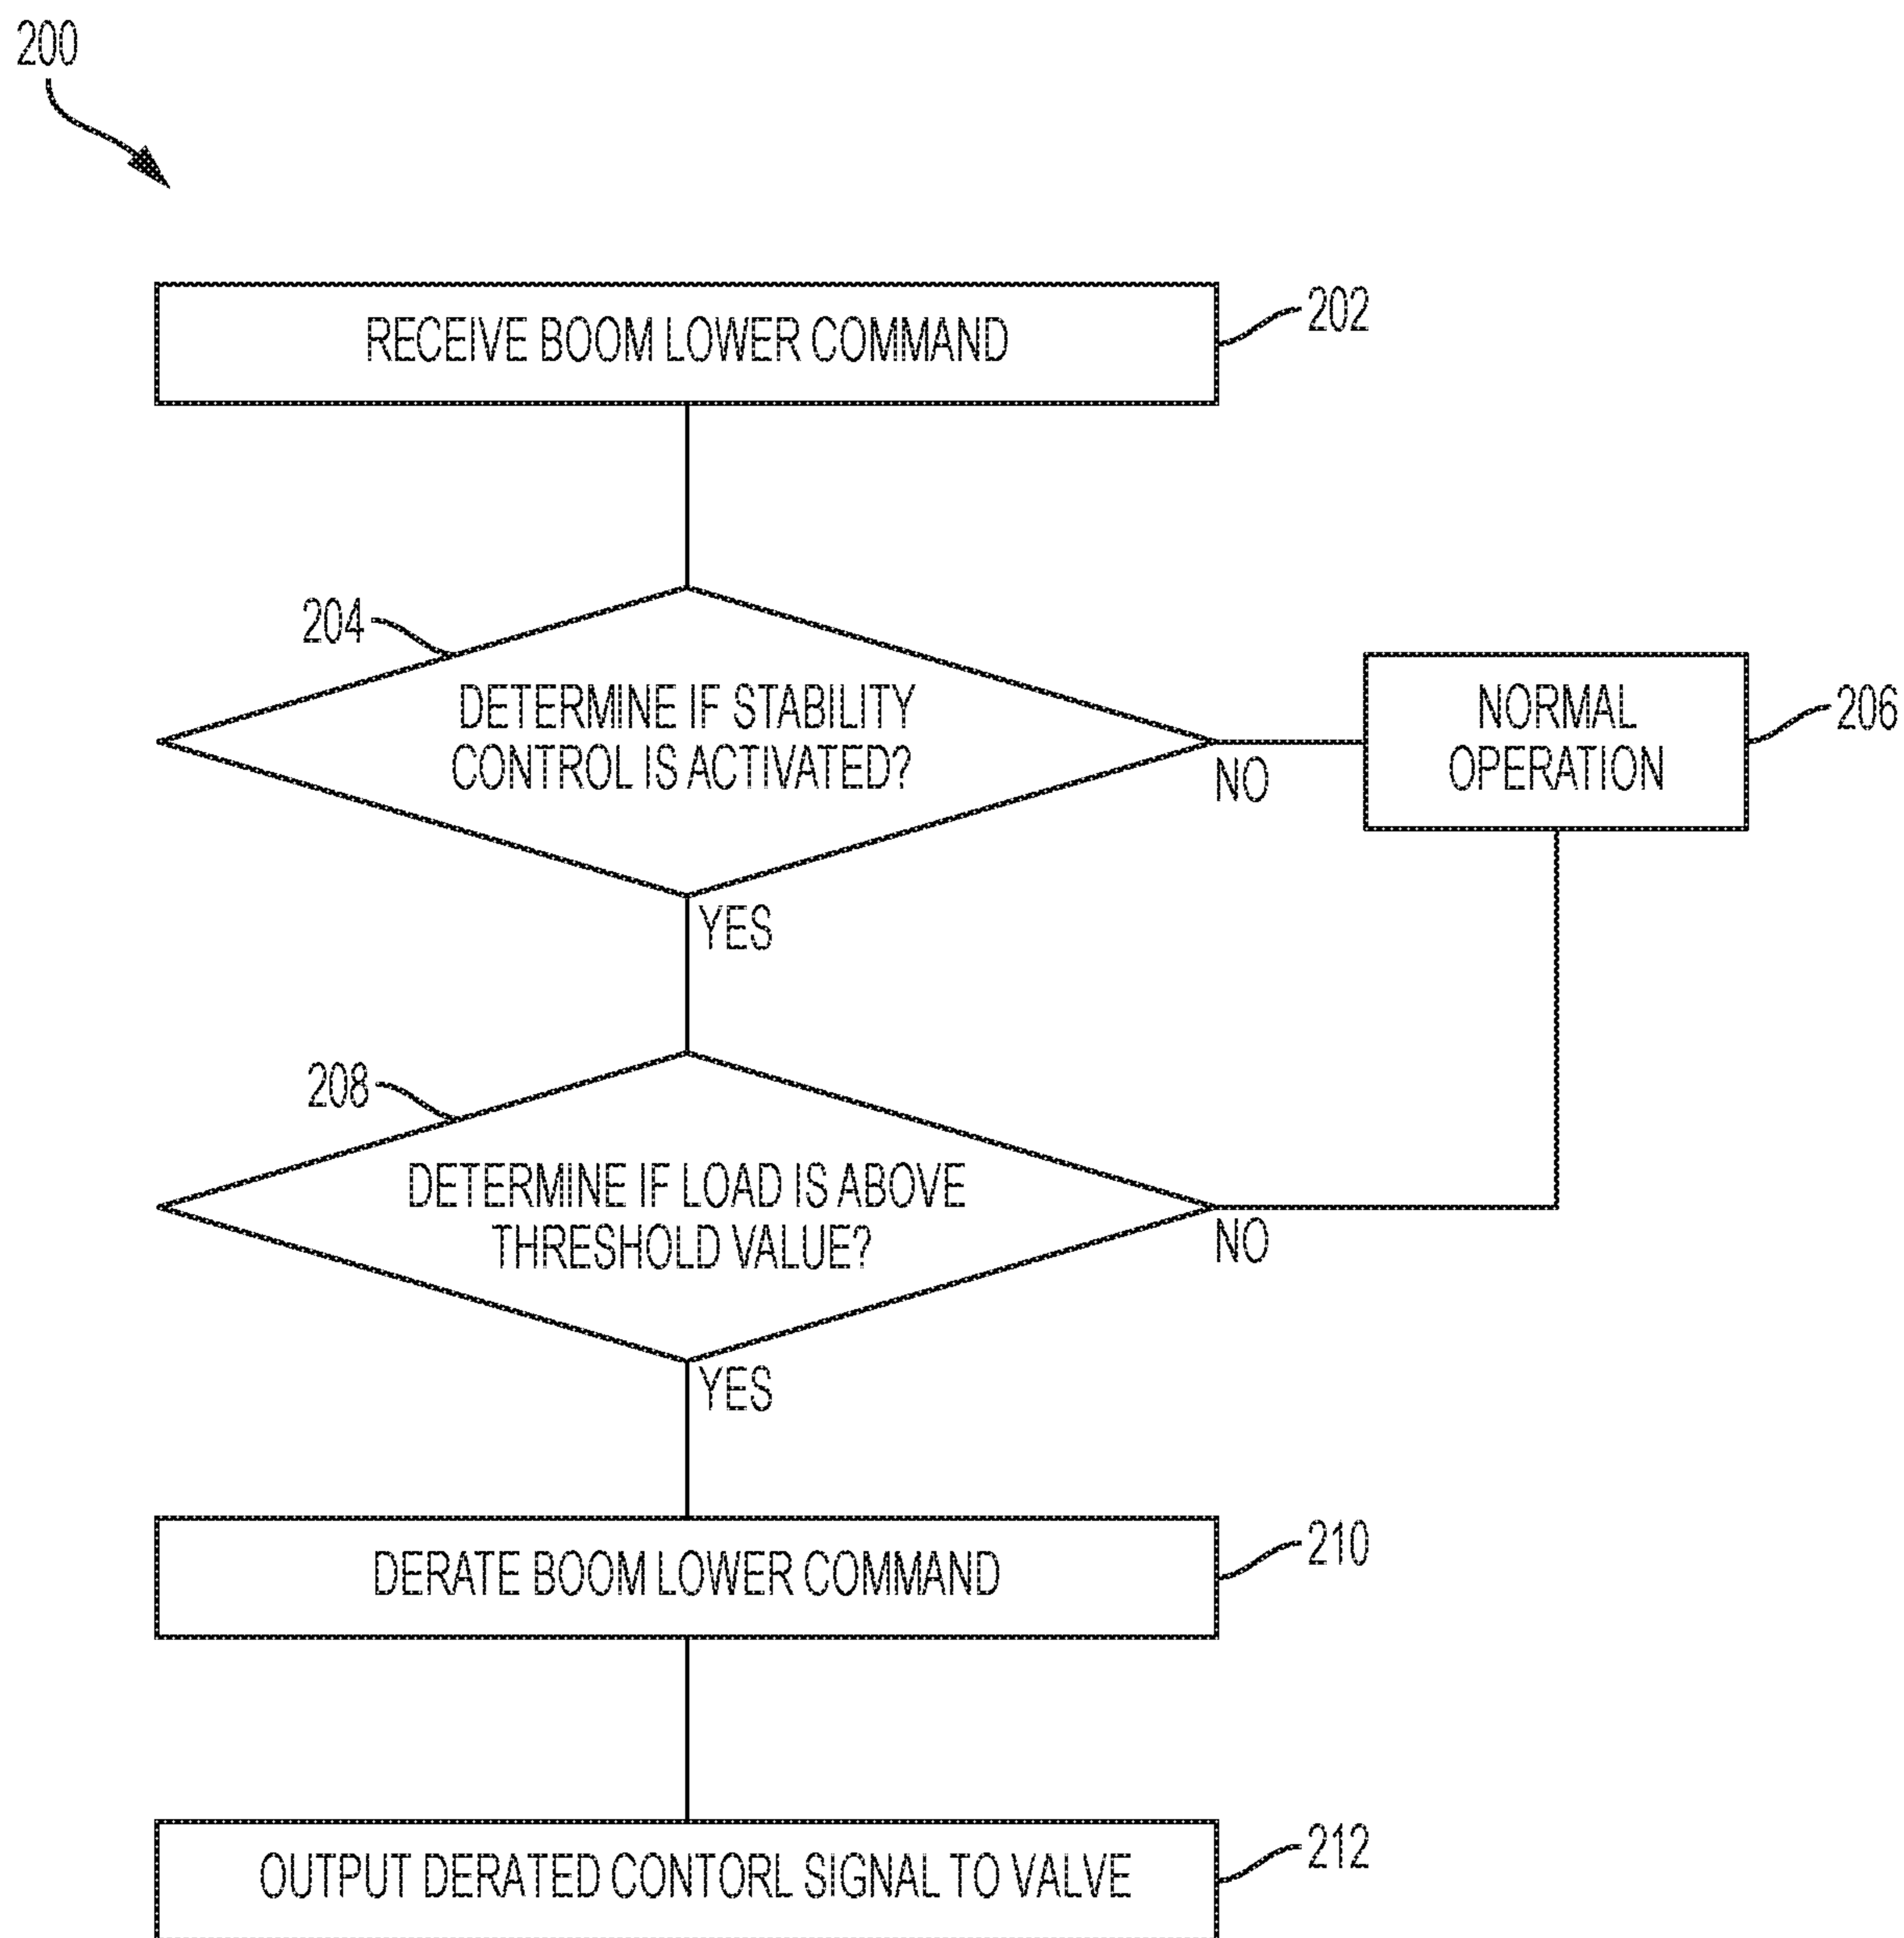 200
RECEIVE BOOM LOWER COMMAND
202
204
DETERMINE IF STABILITY
CONTROL IS ACTIVATED?
NO
NORMAL
OPERATION
206
YES
208
DETERMINE IF LOAD IS ABOVE
THRESHOLD VALUE?
NO
YES
DERATE BOOM LOWER COMMAND
210
OUTPUT DERATED CONTORL SIGNAL TO VALVE
212